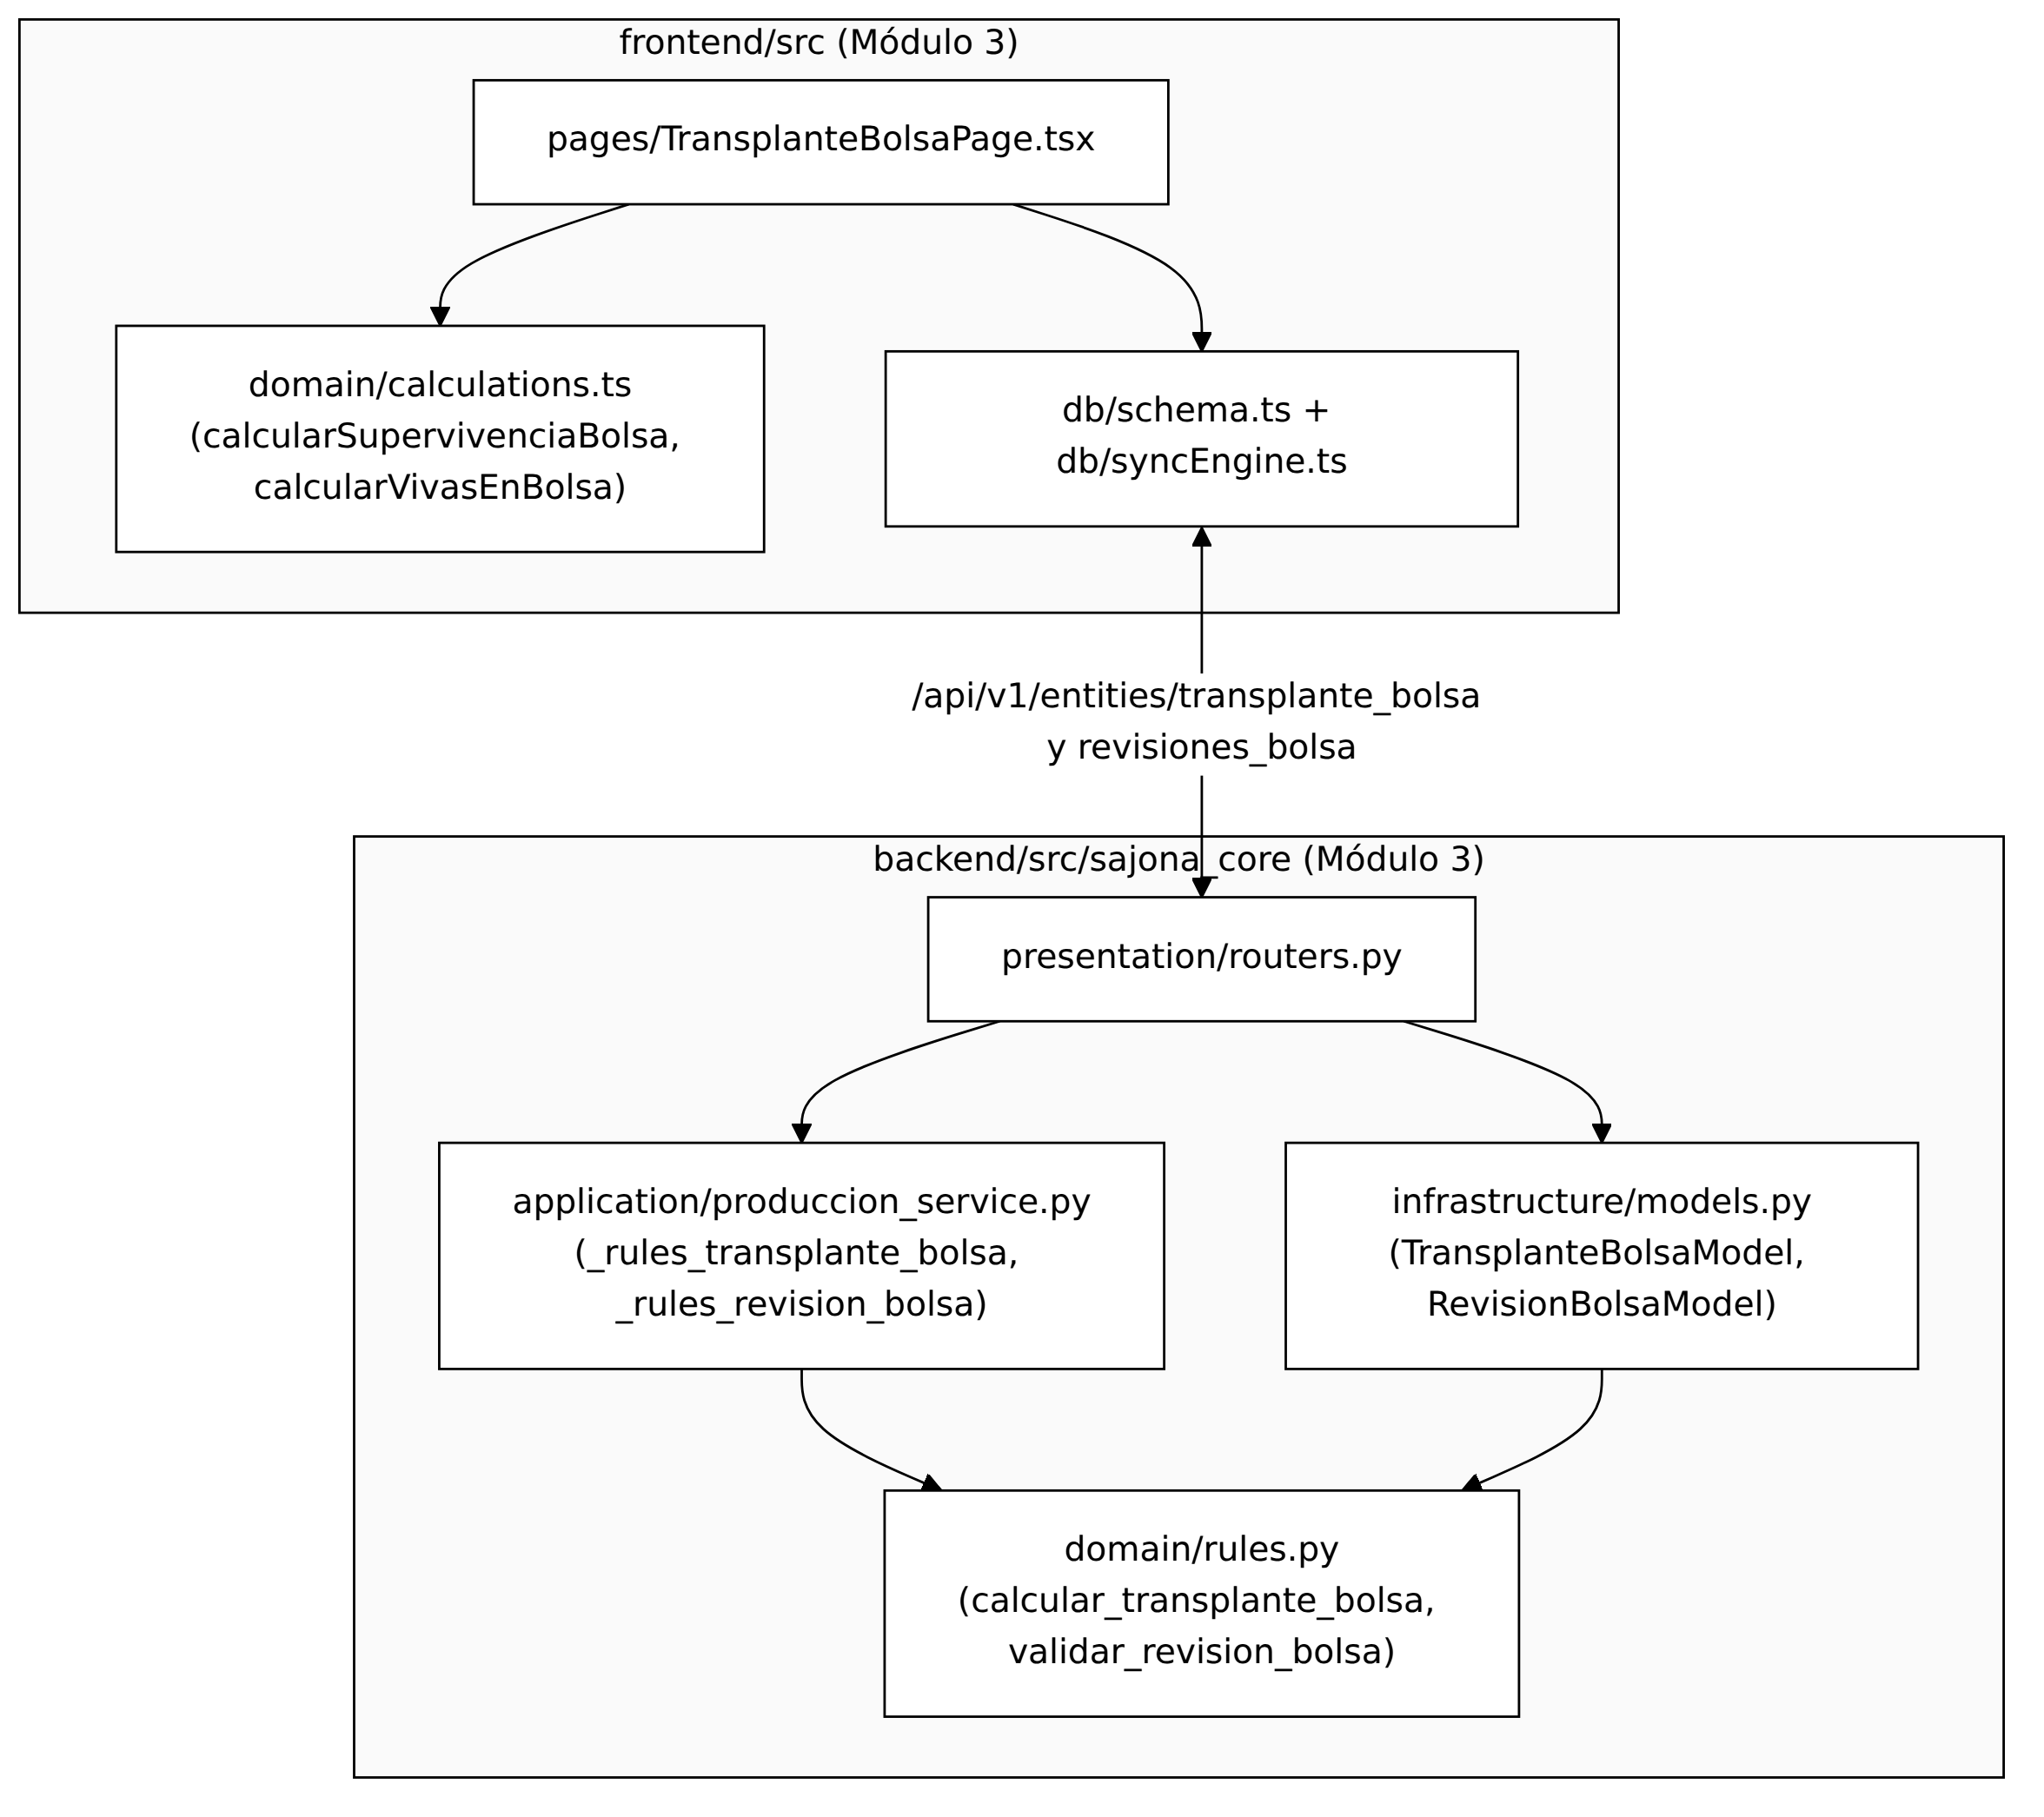 frontend/src (Módulo 3)
pages/TransplanteBolsaPage.tsx
domain/calculations.ts
(calcularSupervivenciaBolsa,
calcularVivasEnBolsa)
db/schema.ts +
db/syncEngine.ts
/api/v1/entities/transplante_bolsa
y revisiones_bolsa
backend/src/sajona_core (Módulo 3)
presentation/routers.py
application/produccion_service.py
(_rules_transplante_bolsa,
_rules_revision_bolsa)
infrastructure/models.py
(TransplanteBolsaModel,
RevisionBolsaModel)
domain/rules.py
(calcular_transplante_bolsa,
validar_revision_bolsa)